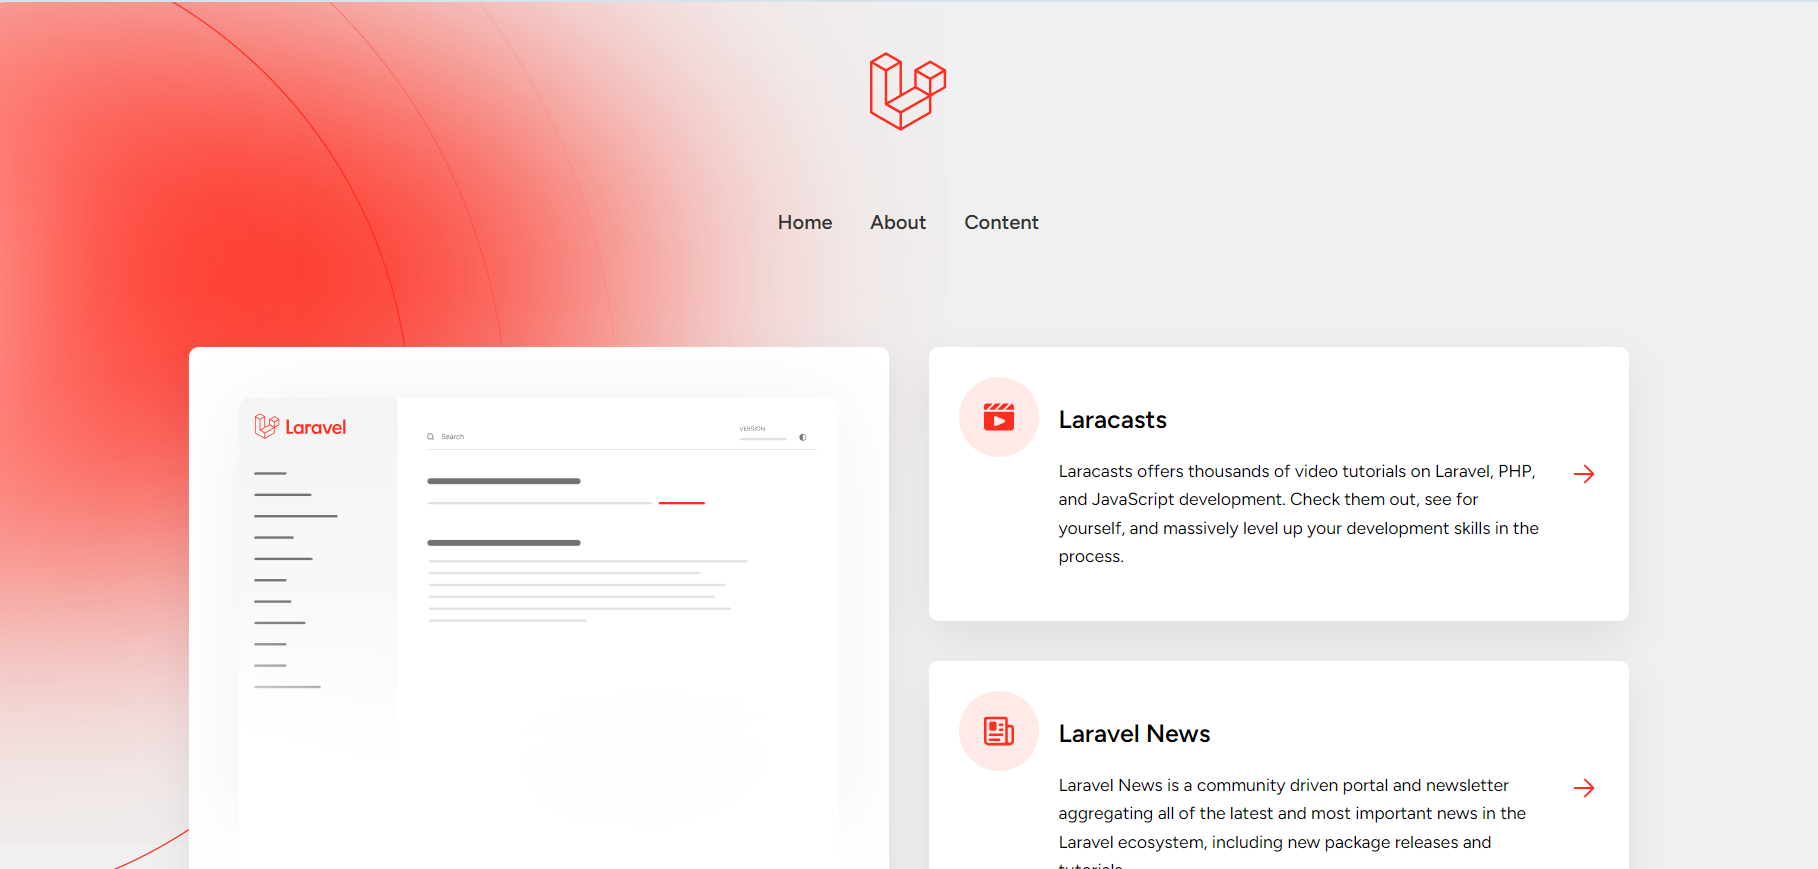 Home About Content
Laravel
Search
VERSION
Laracasts
Laracasts offers thousands of video tutorials on Laravel, PHP,
and JavaScript development. Check them out, see for
yourself, and massively level up your development skills in the
process.
Laravel News
Laravel News is a community driven portal and newsletter
aggregating all of the latest and most important news in the
Laravel ecosystem, including new package releases and
tutorials.